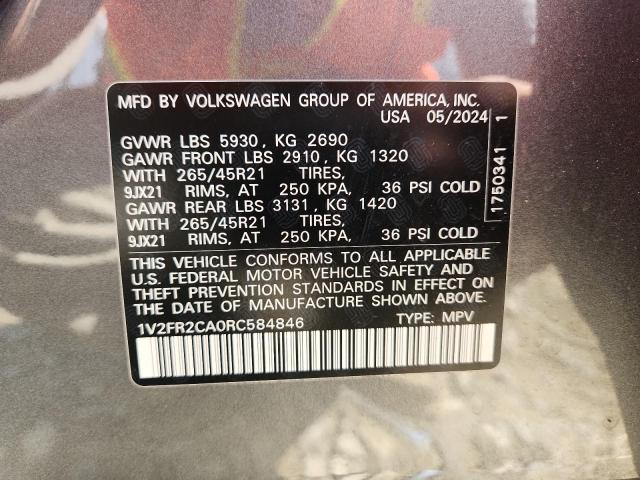 MFD BY VOLKSWAGEN GROUP OF AMERICA, INC.
USA 05/2024
GVWR LBS 5930, KG 2690
GAWR FRONT LBS 2910, KG 1320
WITH 265/45R21 TIRES,
9JX21 RIMS, AT 250 KPA, 36 PSI COLD
GAWR REAR LBS 3131, KG 1420
WITH 265/45R21 TIRES,
9JX21 RIMS, AT 250 KPA, 36 PSI COLD
THIS VEHICLE CONFORMS TO ALL APPLICABLE
U.S. FEDERAL MOTOR VEHICLE SAFETY AND
THEFT PREVENTION STANDARDS IN EFFECT ON
THE DATE OF MANUFACTURE SHOWN ABOVE.
1V2FR2CA0RC584846 TYPE: MPV
1750341 1